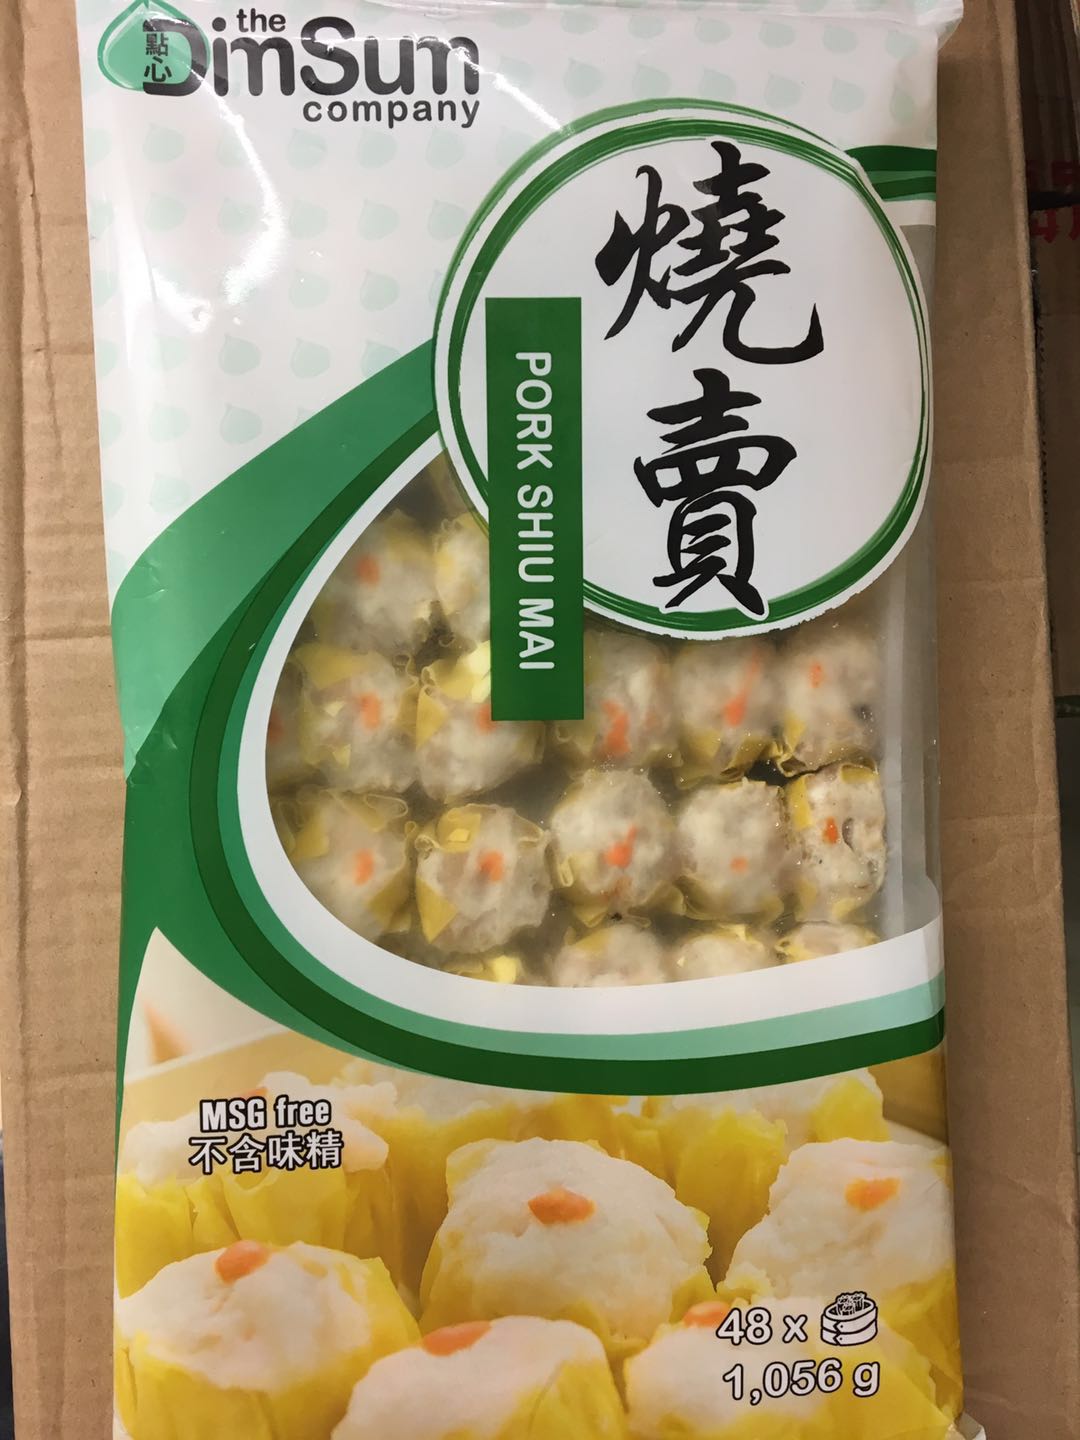 the
點心
DimSum
company
燒賣
PORK SHIU MAI
MSG free
不含味精
48 x
1,056 g